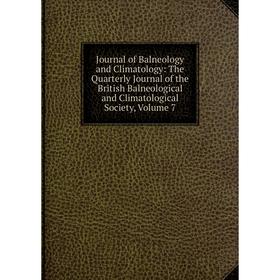 Journal of Balneology
and Climatology: The
Quarterly Journal of the
British Balneological
and Climatological
Society, Volume 7